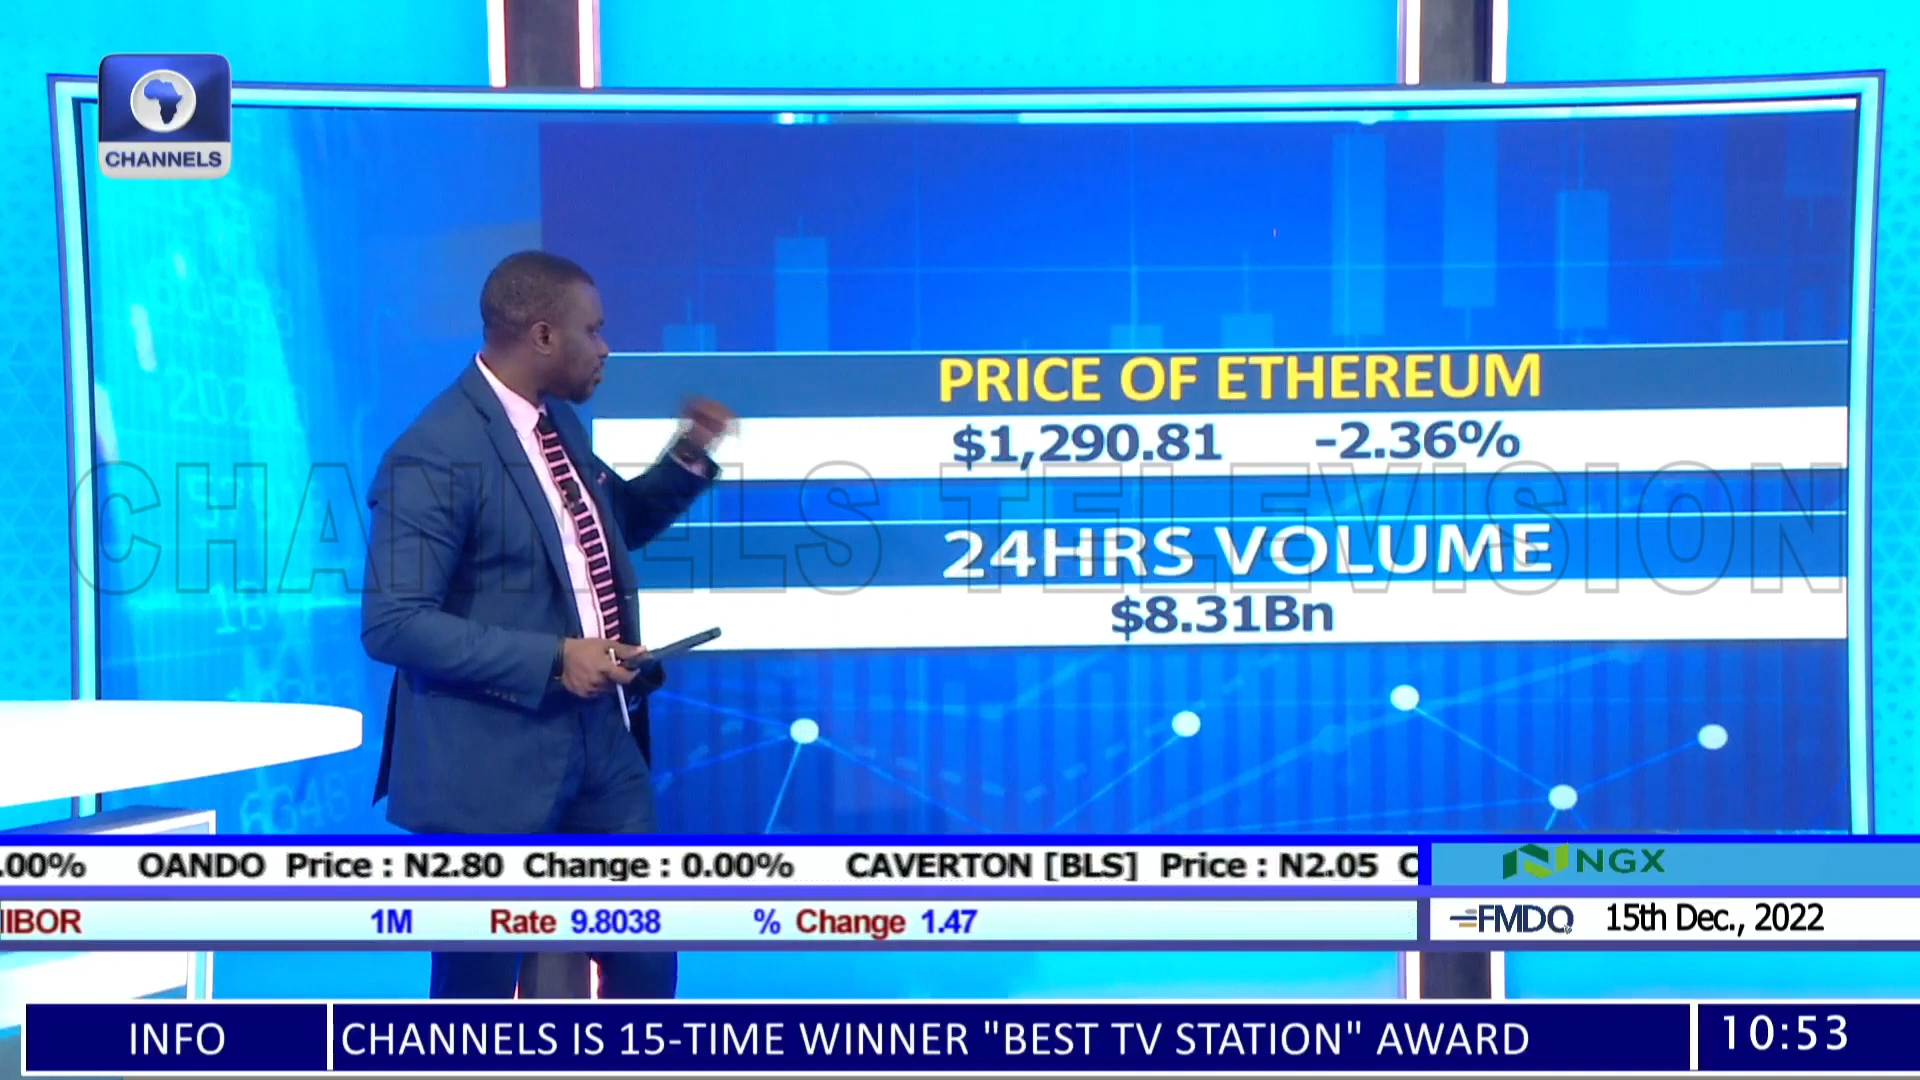 CHANNELS
PRICE OF ETHEREUM
$1,290.81 -2.36%
24HRS VOLUME
$8.31Bn
CHANNELS TELEVISION
.00% OANDO Price : N2.80 Change : 0.00% CAVERTON [BLS] Price : N2.05 C
NGX
IBOR 1M Rate 9.8038 % Change 1.47
FMDQ 15th Dec., 2022
INFO CHANNELS IS 15-TIME WINNER "BEST TV STATION" AWARD 10:53